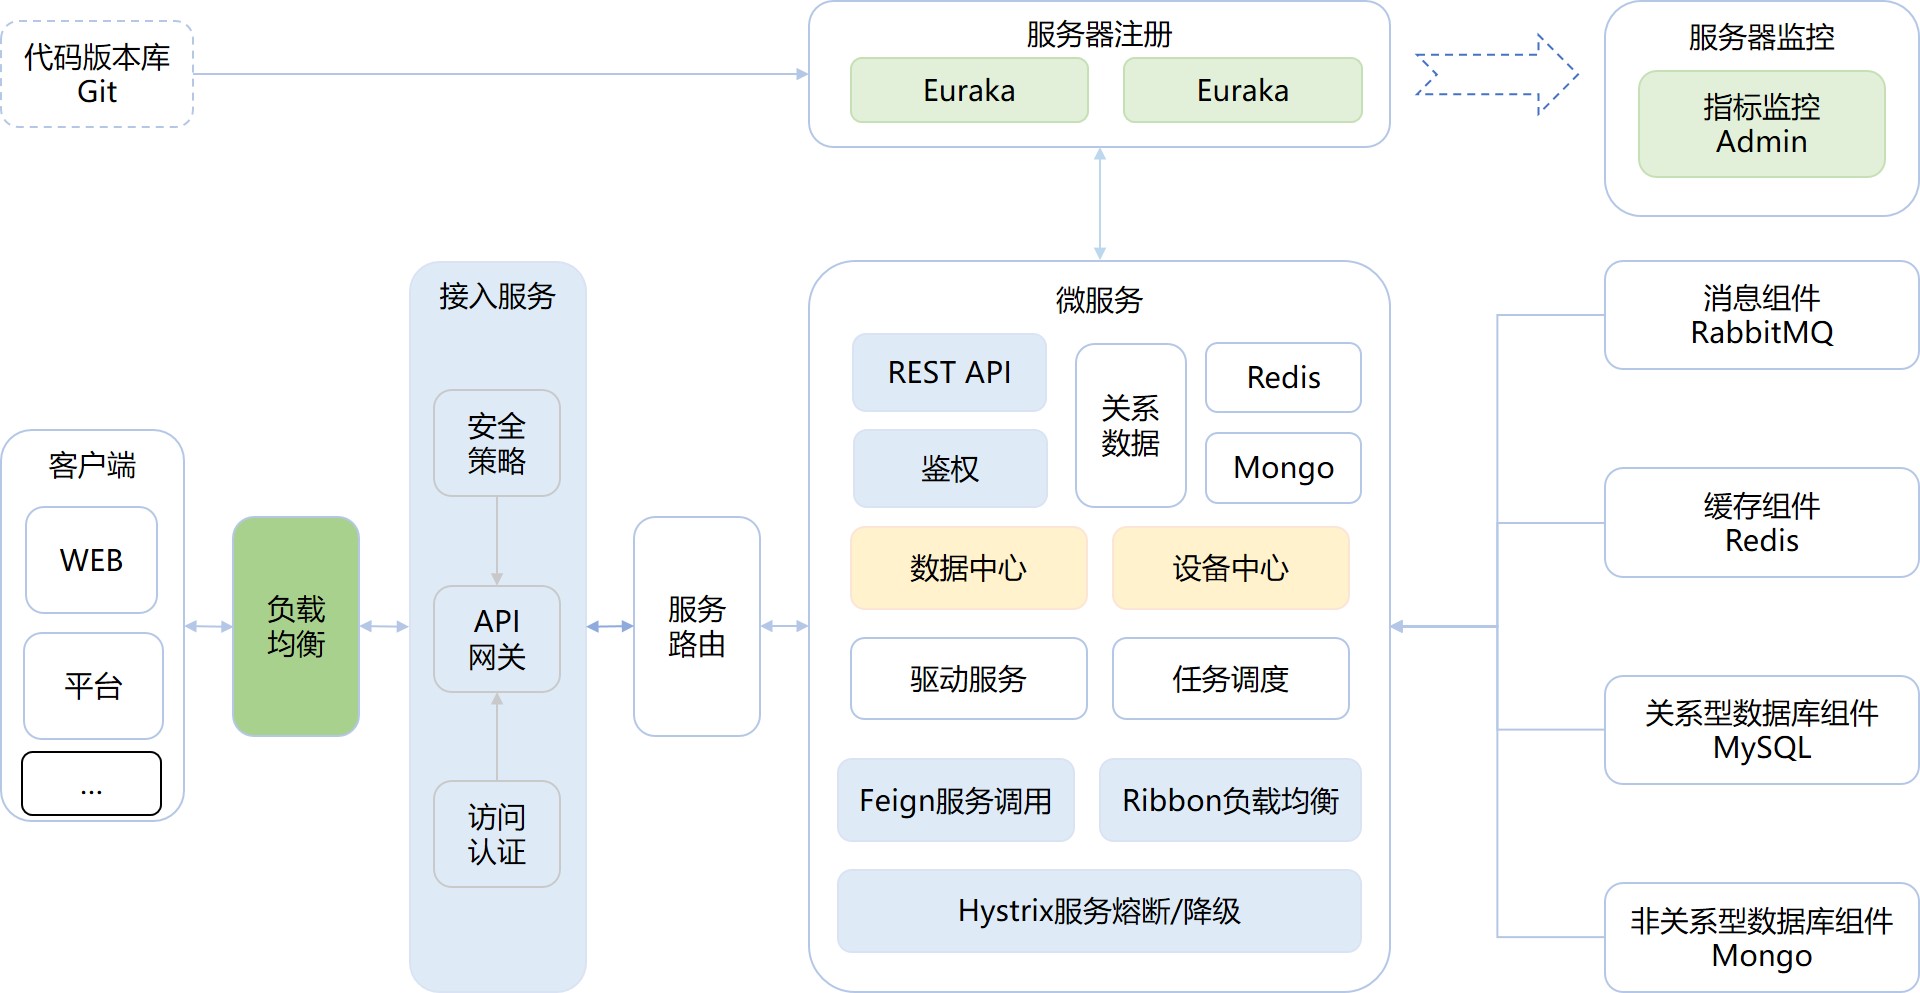 代码版本库
Git
服务器注册
Euraka
Euraka
服务器监控
指标监控
Admin
客户端
WEB
平台
...
负载
均衡
接入服务
安全
策略
API
网关
访问
认证
服务
路由
微服务
REST API
鉴权
关系
数据
Redis
Mongo
数据中心
设备中心
驱动服务
任务调度
Feign服务调用
Ribbon负载均衡
Hystrix服务熔断/降级
消息组件
RabbitMQ
缓存组件
Redis
关系型数据库组件
MySQL
非关系型数据库组件
Mongo